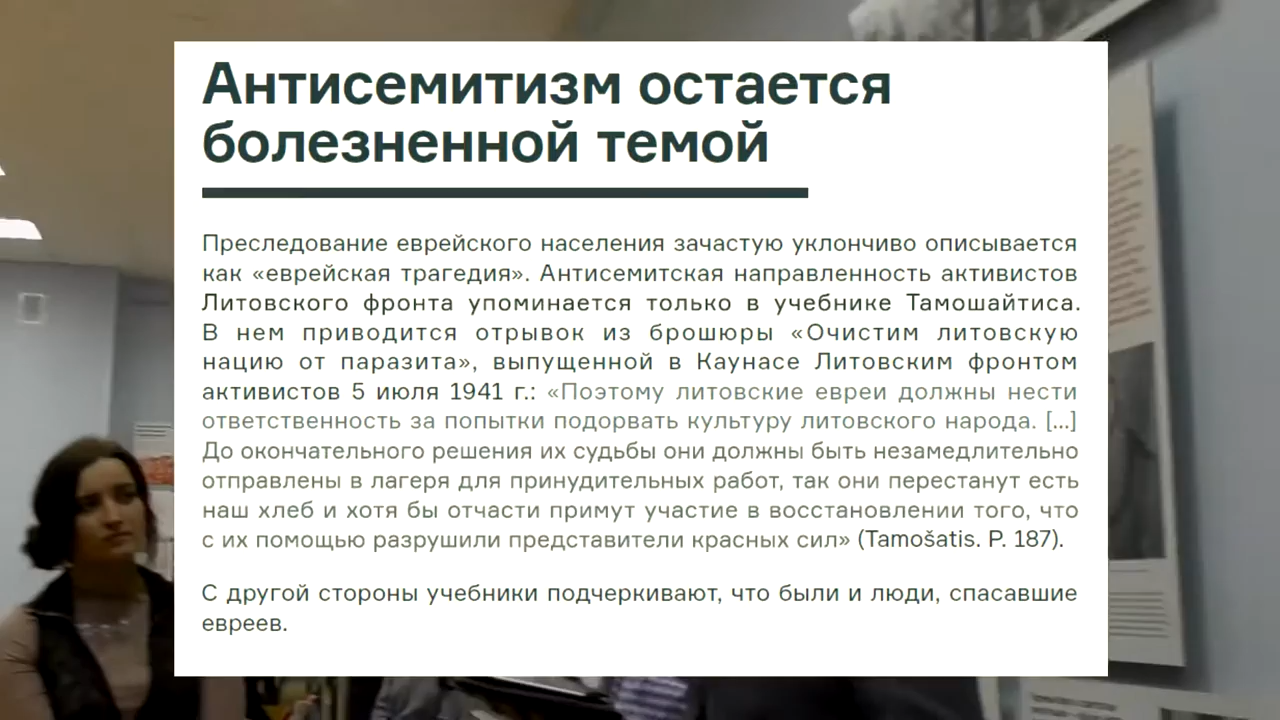 Антисемитизм остается
болезненной темой
Преследование еврейского населения зачастую уклончиво описывается
как «еврейская трагедия». Антисемитская направленность активистов
Литовского фронта упоминается только в учебнике Тамошайтиса.
В нем приводится отрывок из брошюры «Очистим литовскую
нацию от паразита», выпущенной в Каунасе Литовским фронтом
активистов 5 июля 1941 г.: «Поэтому литовские евреи должны нести
ответственность за попытки подорвать культуру литовского народа. [...]
До окончательного решения их судьбы они должны быть незамедлительно
отправлены в лагеря для принудительных работ, так они перестанут есть
наш хлеб и хотя бы отчасти примут участие в восстановлении того, что
с их помощью разрушили представители красных сил» (Tamošatis. P. 187).
С другой стороны учебники подчеркивают, что были и люди, спасавшие
евреев.